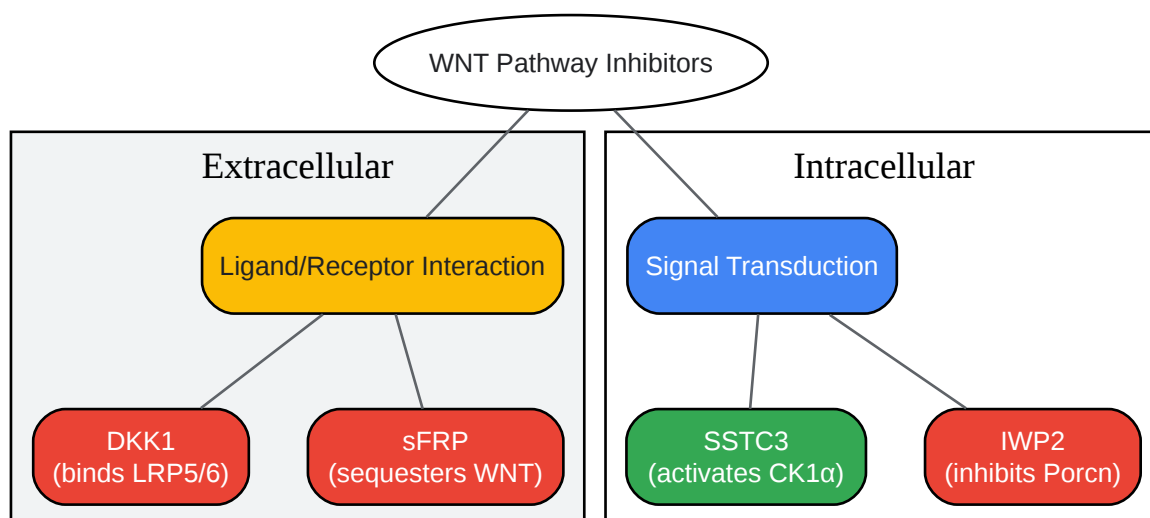 WNT Pathway Inhibitors
Extracellular
Intracellular
Ligand/Receptor Interaction
Signal Transduction
DKK1
(binds LRP5/6)
sFRP
(sequesters WNT)
SSTC3
(activates CK1α)
IWP2
(inhibits Porcn)